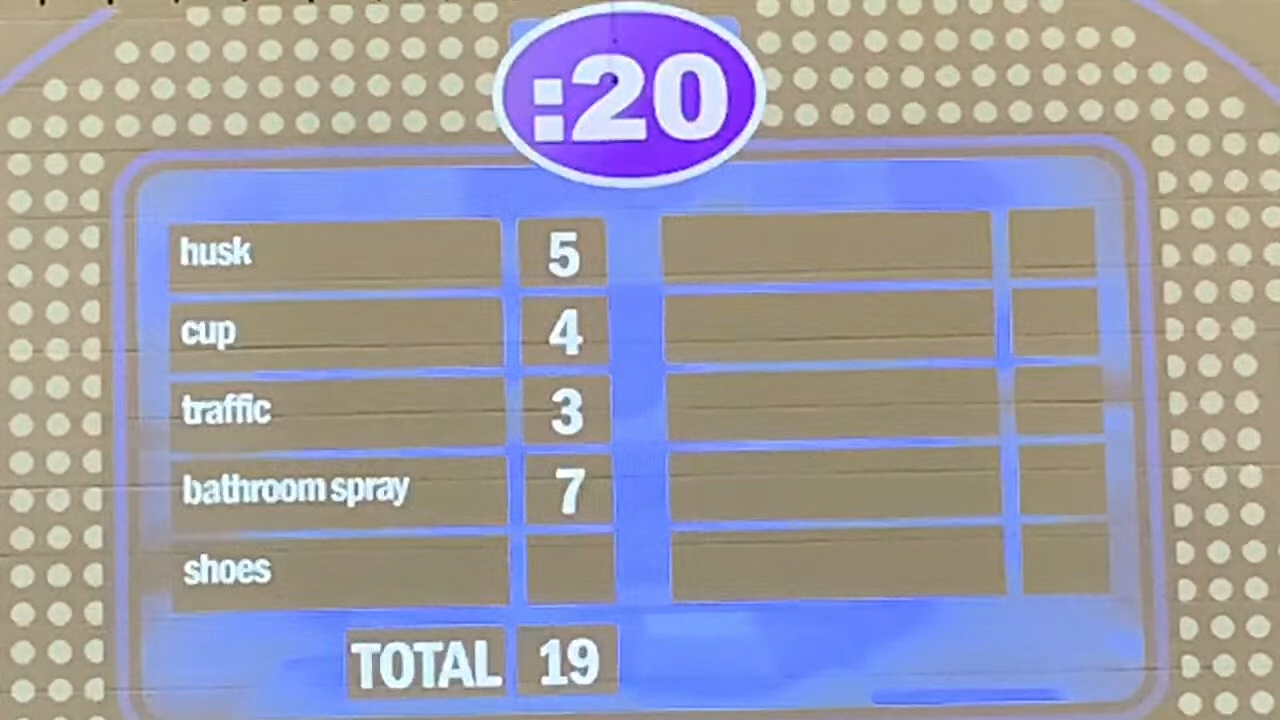 :20
husk 5
cup 4
traffic 3
bathroom spray 7
shoes
TOTAL 19